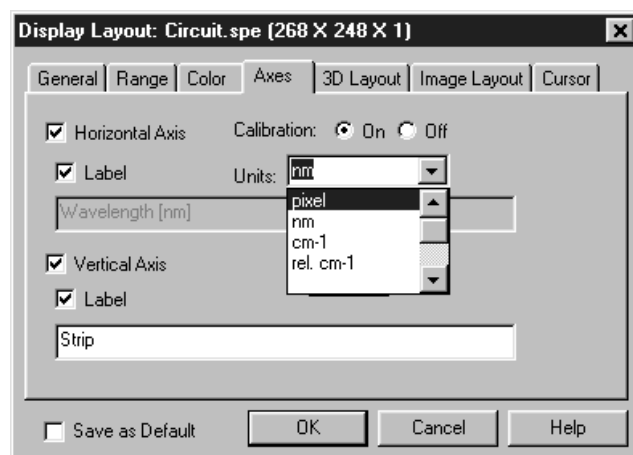 Display Layout: Circuit.spe (268 X 248 X 1)
General Range Color Axes 3D Layout Image Layout Cursor
Horizontal Axis Calibration: On Off
Label Units: nm
Wavelength [nm]
pixel
nm
cm-1
rel. cm-1
Vertical Axis
Label
Strip
Save as Default OK Cancel Help